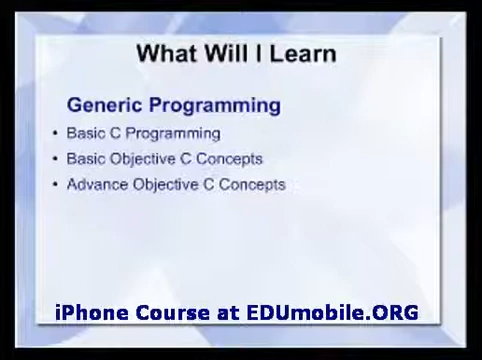 What Will I Learn
Generic Programming
• Basic C Programming
• Basic Objective C Concepts
• Advance Objective C Concepts
iPhone Course at EDUmobile.ORG